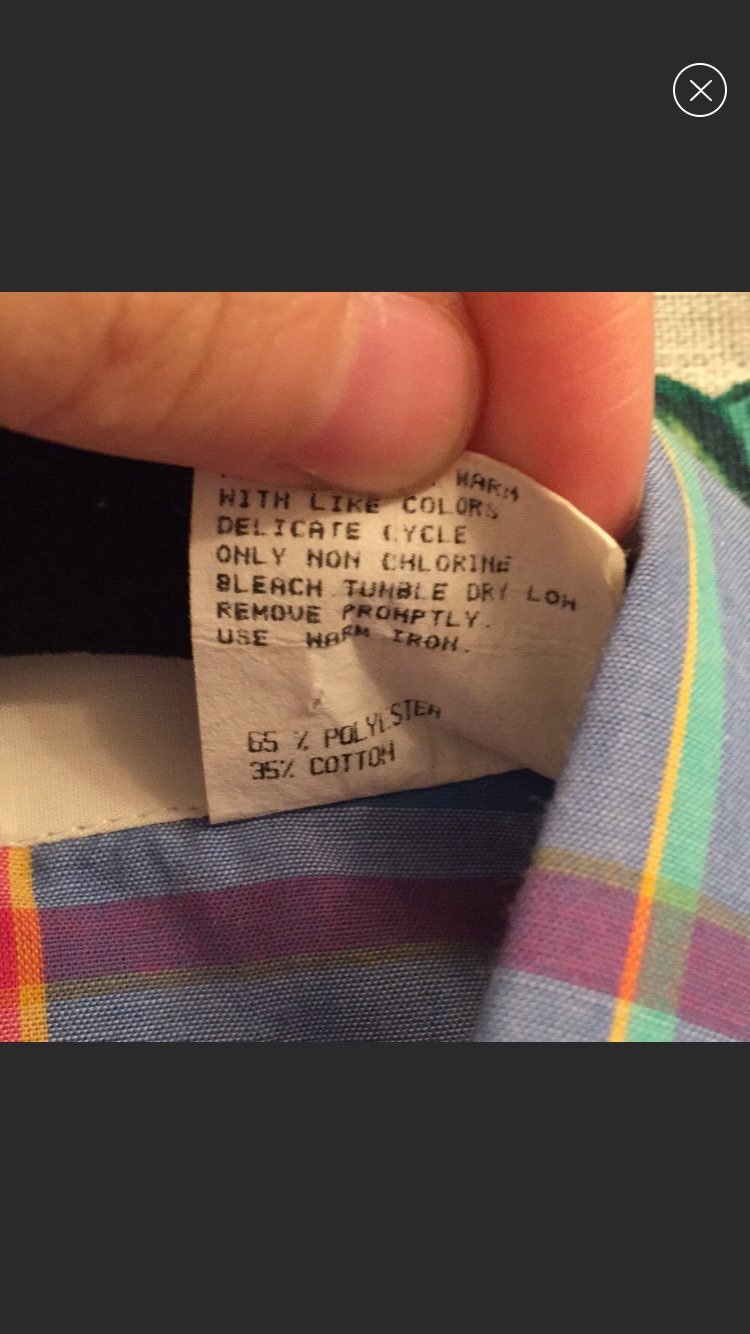 WARM
WITH LIKE COLORS
DELICATE CYCLE
ONLY NON CHLORINE
BLEACH TUMBLE DRY LOW
REMOVE PROMPTLY.
USE WARM IRON.
65 % POLYESTER
35% COTTON